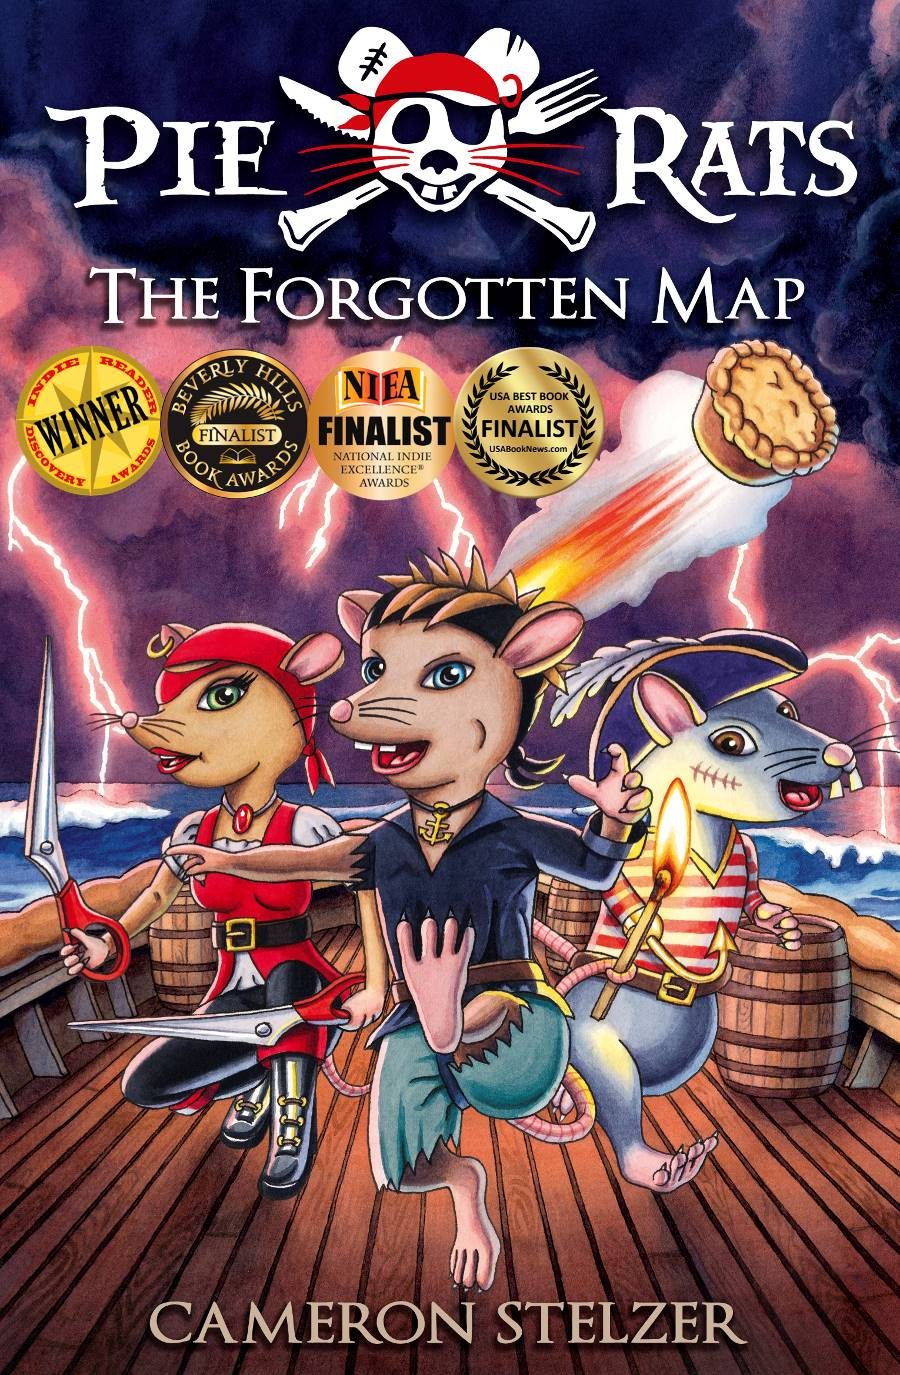 PIE RATS
THE FORGOTTEN MAP
INDIE READER
WINNER
DISCOVERY AWARDS
BEVERLY HILLS
FINALIST
BOOK AWARDS
NIEA
FINALIST
NATIONAL INDIE
EXCELLENCE®
AWARDS
USA BEST BOOK
AWARDS
FINALIST
USABookNews.com
CAMERON STELZER